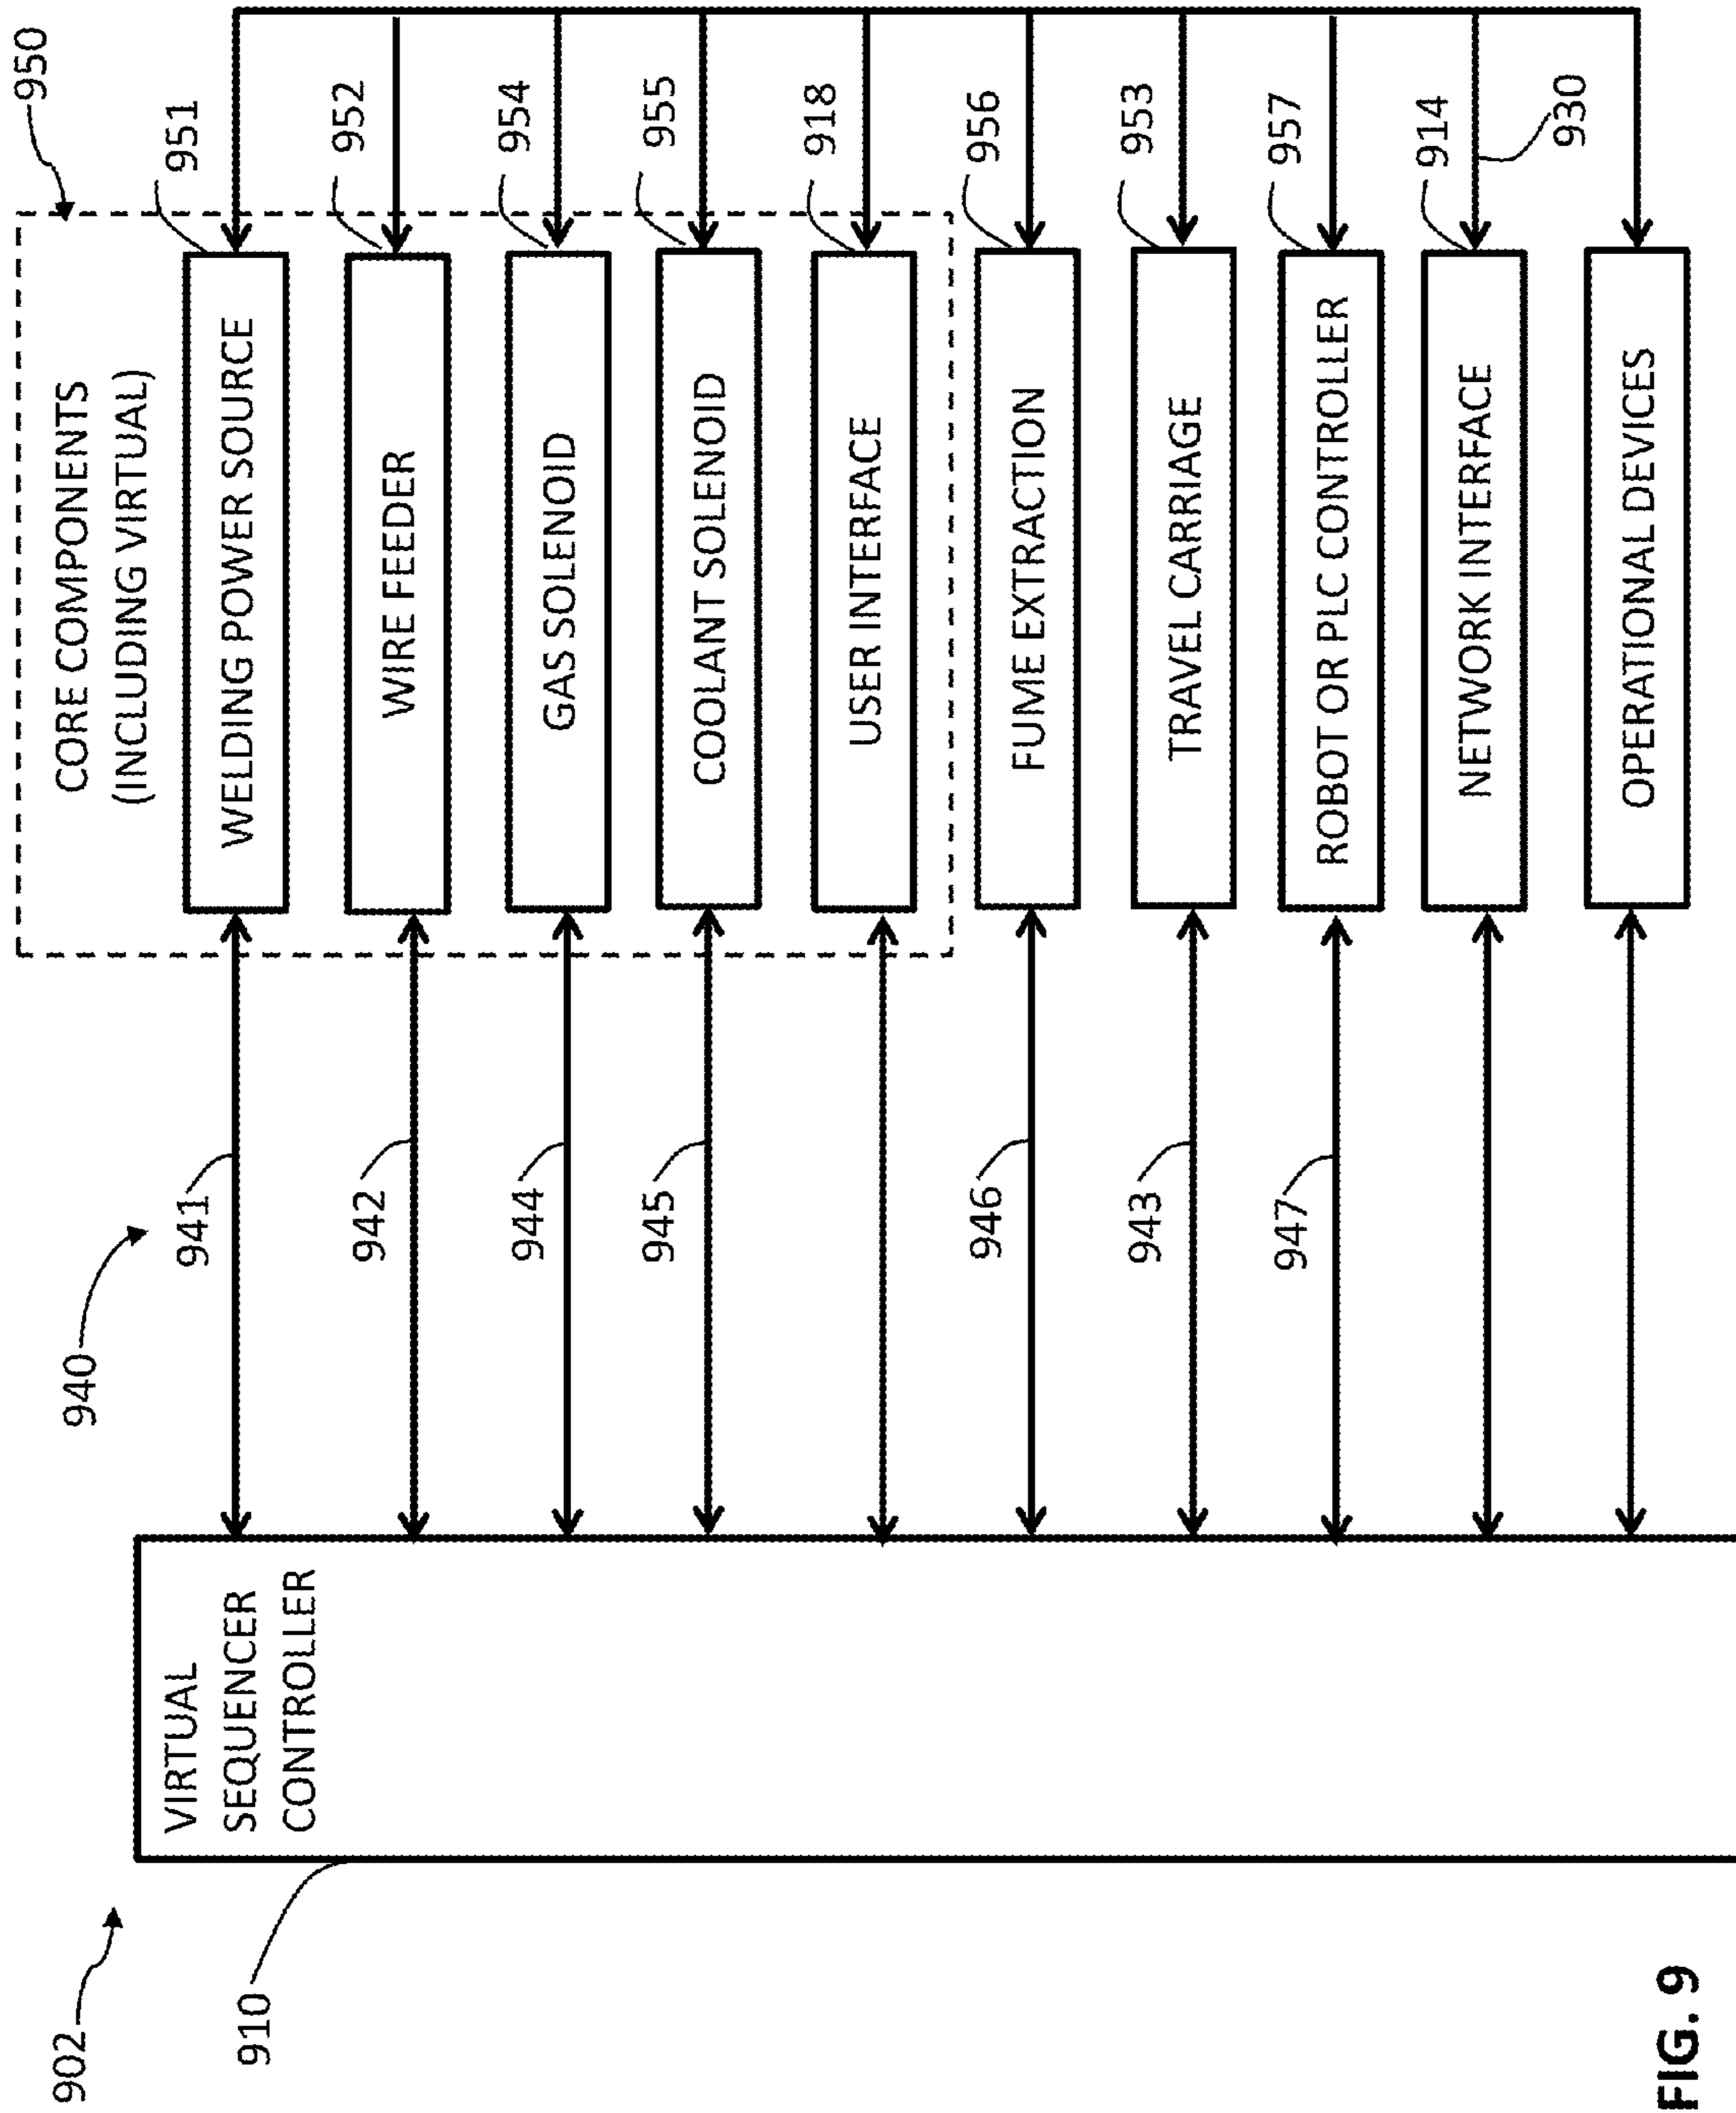 902
910
VIRTUAL
SEQUENCER
CONTROLLER
940
941
942
944
945
946
943
947
950
CORE COMPONENTS
(INCLUDING VIRTUAL)
WELDING POWER SOURCE
951
WIRE FEEDER
952
GAS SOLENOID
954
COOLANT SOLENOID
955
USER INTERFACE
918
FUME EXTRACTION
956
TRAVEL CARRIAGE
953
ROBOT OR PLC CONTROLLER
957
NETWORK INTERFACE
914
930
OPERATIONAL DEVICES
FIG. 9